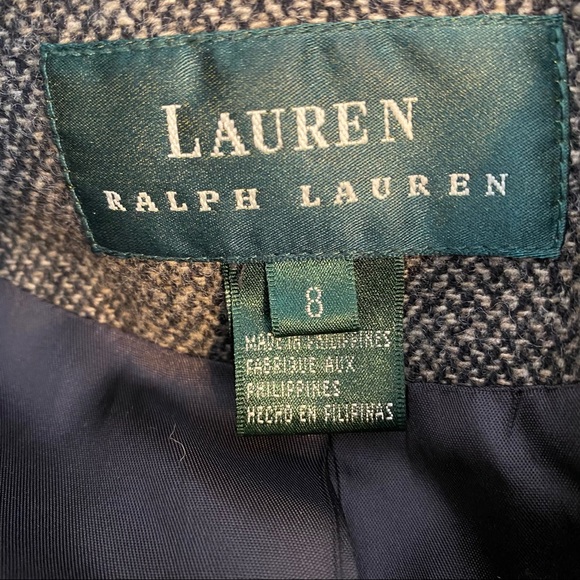 LAUREN
RALPH LAUREN
8
MADE IN PHILIPPINES
FABRIQUE AUX
PHILIPPINES
HECHO EN FILIPINAS